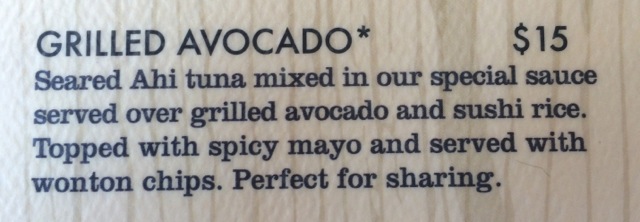 GRILLED AVOCADO* $15
Seared Ahi tuna mixed in our special sauce
served over grilled avocado and sushi rice.
Topped with spicy mayo and served with
wonton chips. Perfect for sharing.